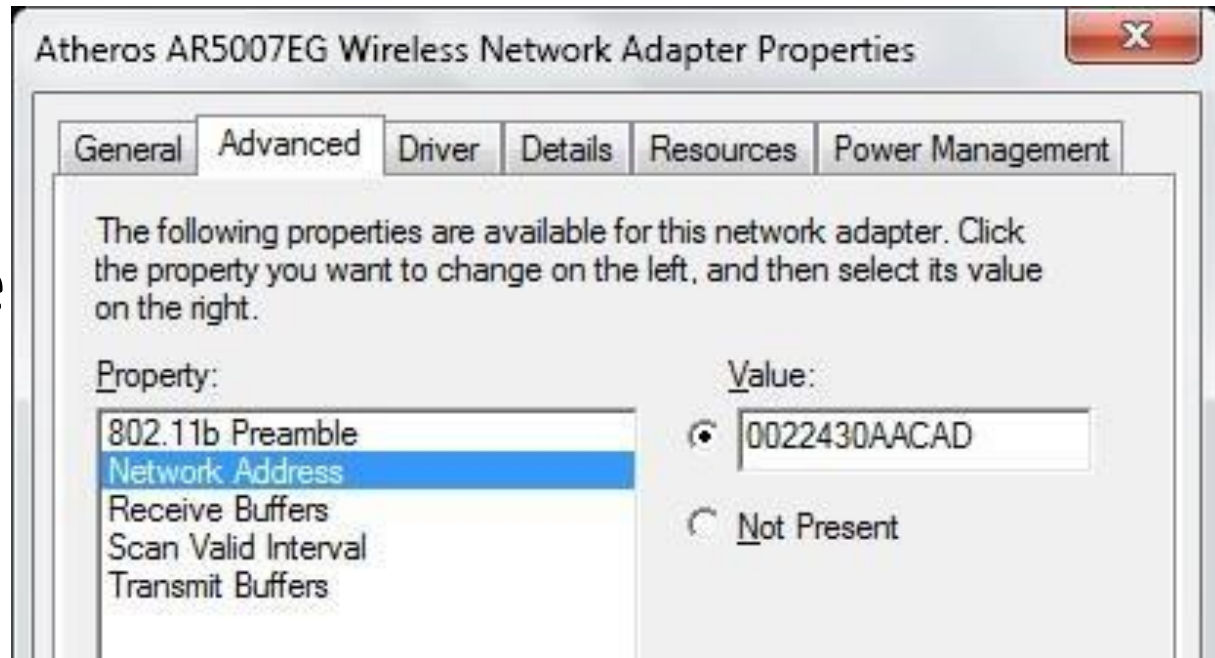 Atheros AR5007EG Wireless Network Adapter Properties
General Advanced Driver Details Resources Power Management
The following properties are available for this network adapter. Click
the property you want to change on the left, and then select its value
on the right.
Property: Value:
802.11b Preamble 0022430AACAD
Network Address
Receive Buffers Not Present
Scan Valid Interval
Transmit Buffers